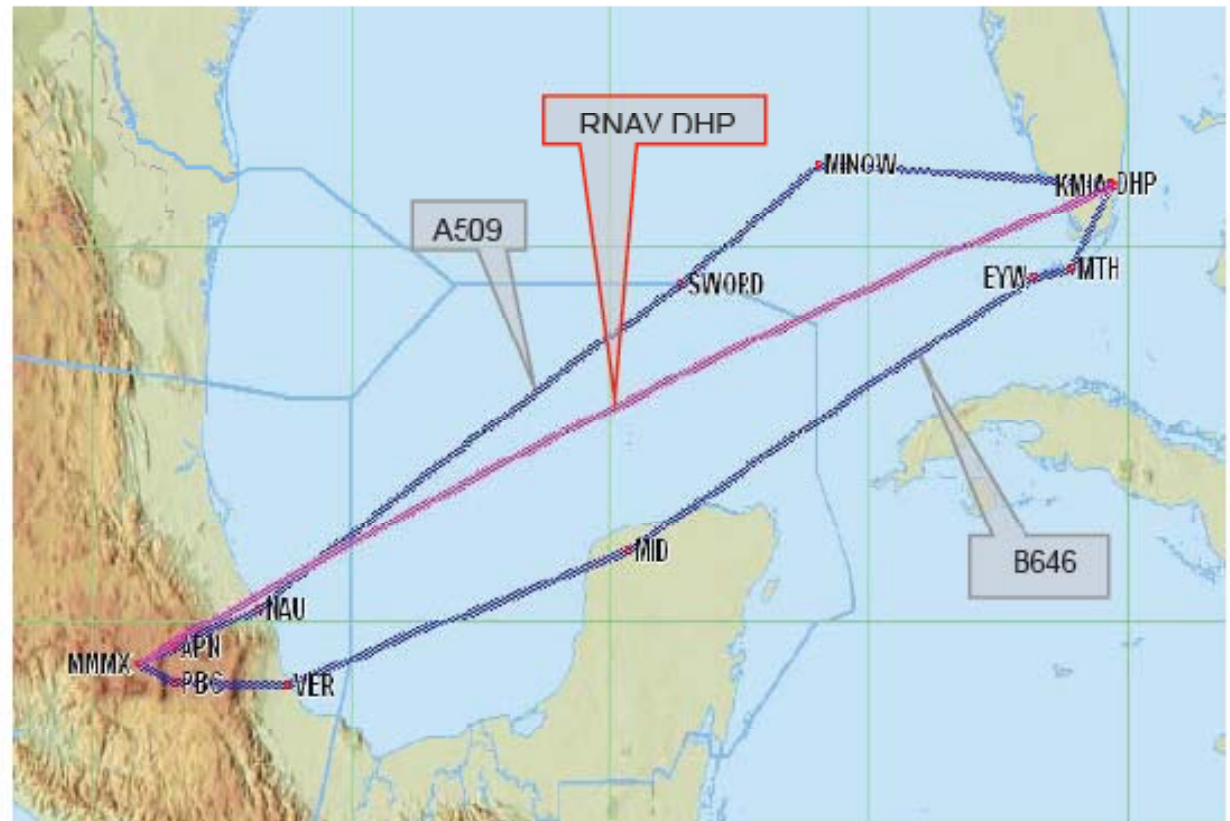 RNAV DHP
MINOW
KMIA DHP
A509
SWORD
EYW
MTH
MID
B646
NAU
APN
MMMX
PBC
VER